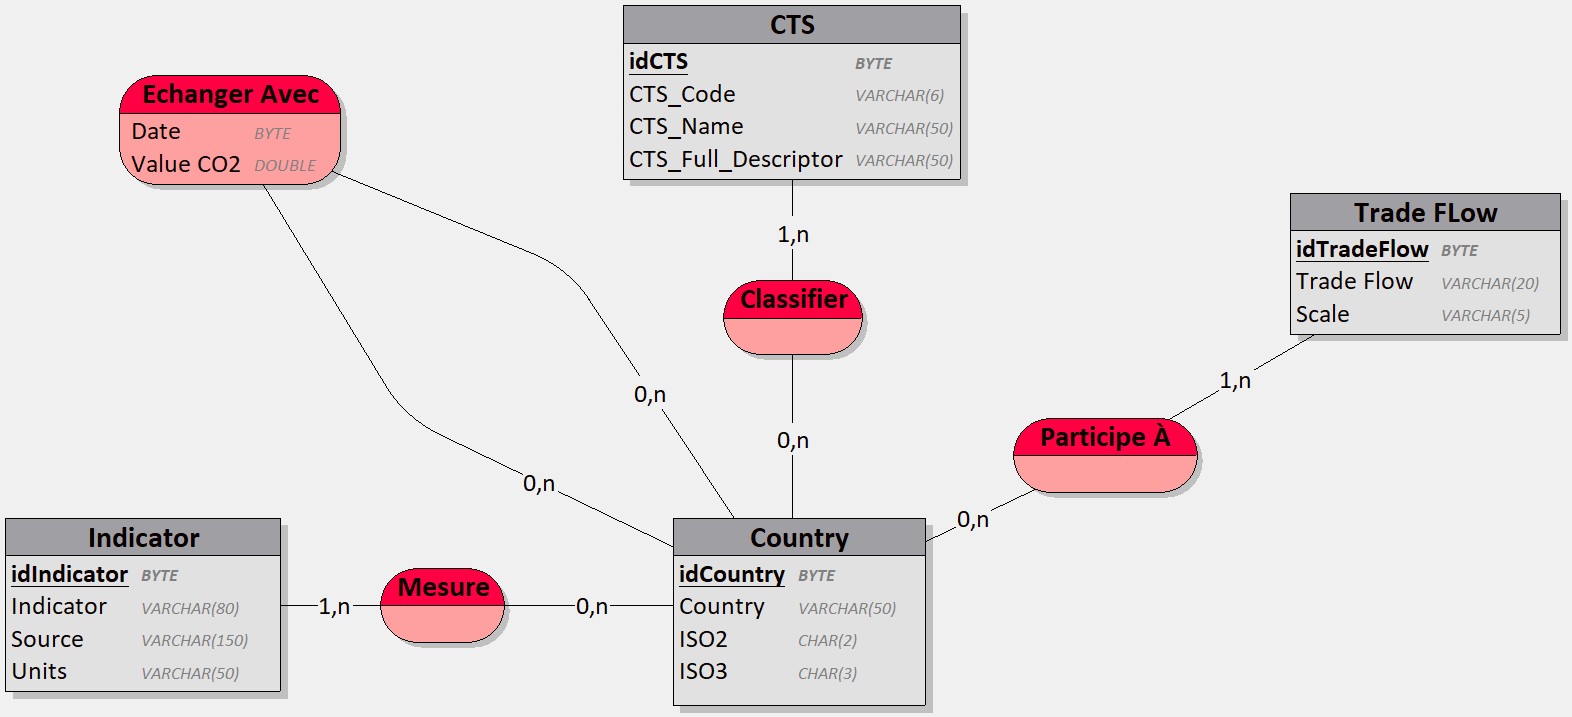 CTS
idCTS BYTE
CTS_Code VARCHAR(6)
CTS_Name VARCHAR(50)
CTS_Full_Descriptor VARCHAR(50)
Echanger Avec
Date BYTE
Value CO2 DOUBLE
1,n
Classifier
0,n
Trade FLow
idTradeFlow BYTE
Trade Flow VARCHAR(20)
Scale VARCHAR(5)
1,n
Participe À
0,n
0,n
0,n
Indicator
idIndicator BYTE
Indicator VARCHAR(80)
Source VARCHAR(150)
Units VARCHAR(50)
1,n
Mesure
0,n
Country
idCountry BYTE
Country VARCHAR(50)
ISO2 CHAR(2)
ISO3 CHAR(3)